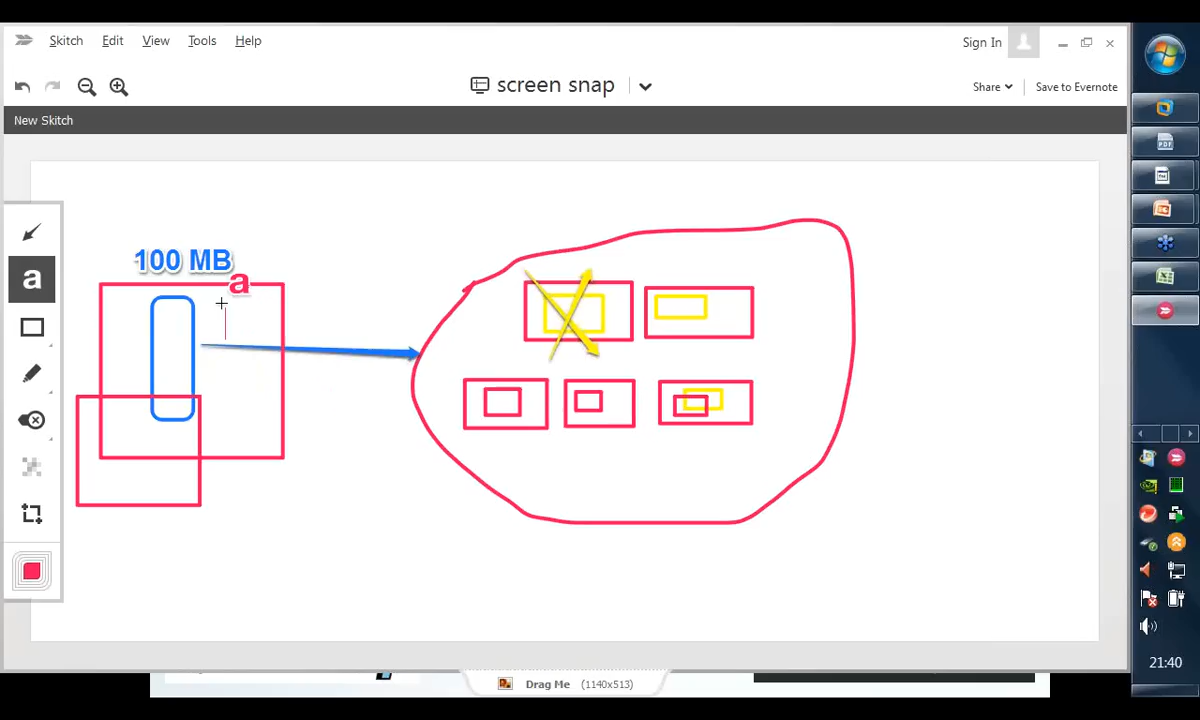 Skitch Edit View Tools Help
Sign In
screen snap
Share
Save to Evernote
New Skitch
a
100 MB
a
PDF
Drag Me (1140x513)
21:40